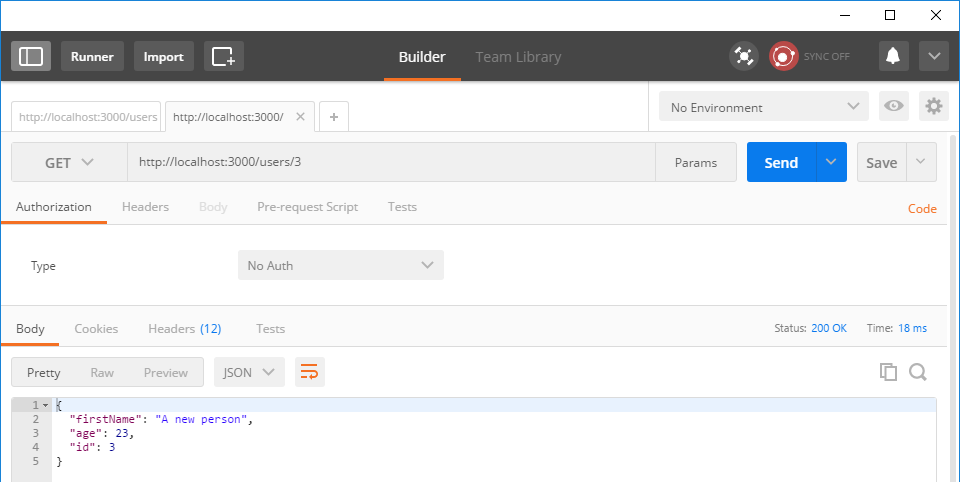 Runner Import Builder Team Library SYNC OFF
http://localhost:3000/users http://localhost:3000/ No Environment
GET http://localhost:3000/users/3 Params Send Save
Authorization Headers Body Pre-request Script Tests Code
Type No Auth
Body Cookies Headers (12) Tests Status: 200 OK Time: 18 ms
Pretty Raw Preview JSON
1 {
2 "firstName": "A new person",
3 "age": 23,
4 "id": 3
5 }